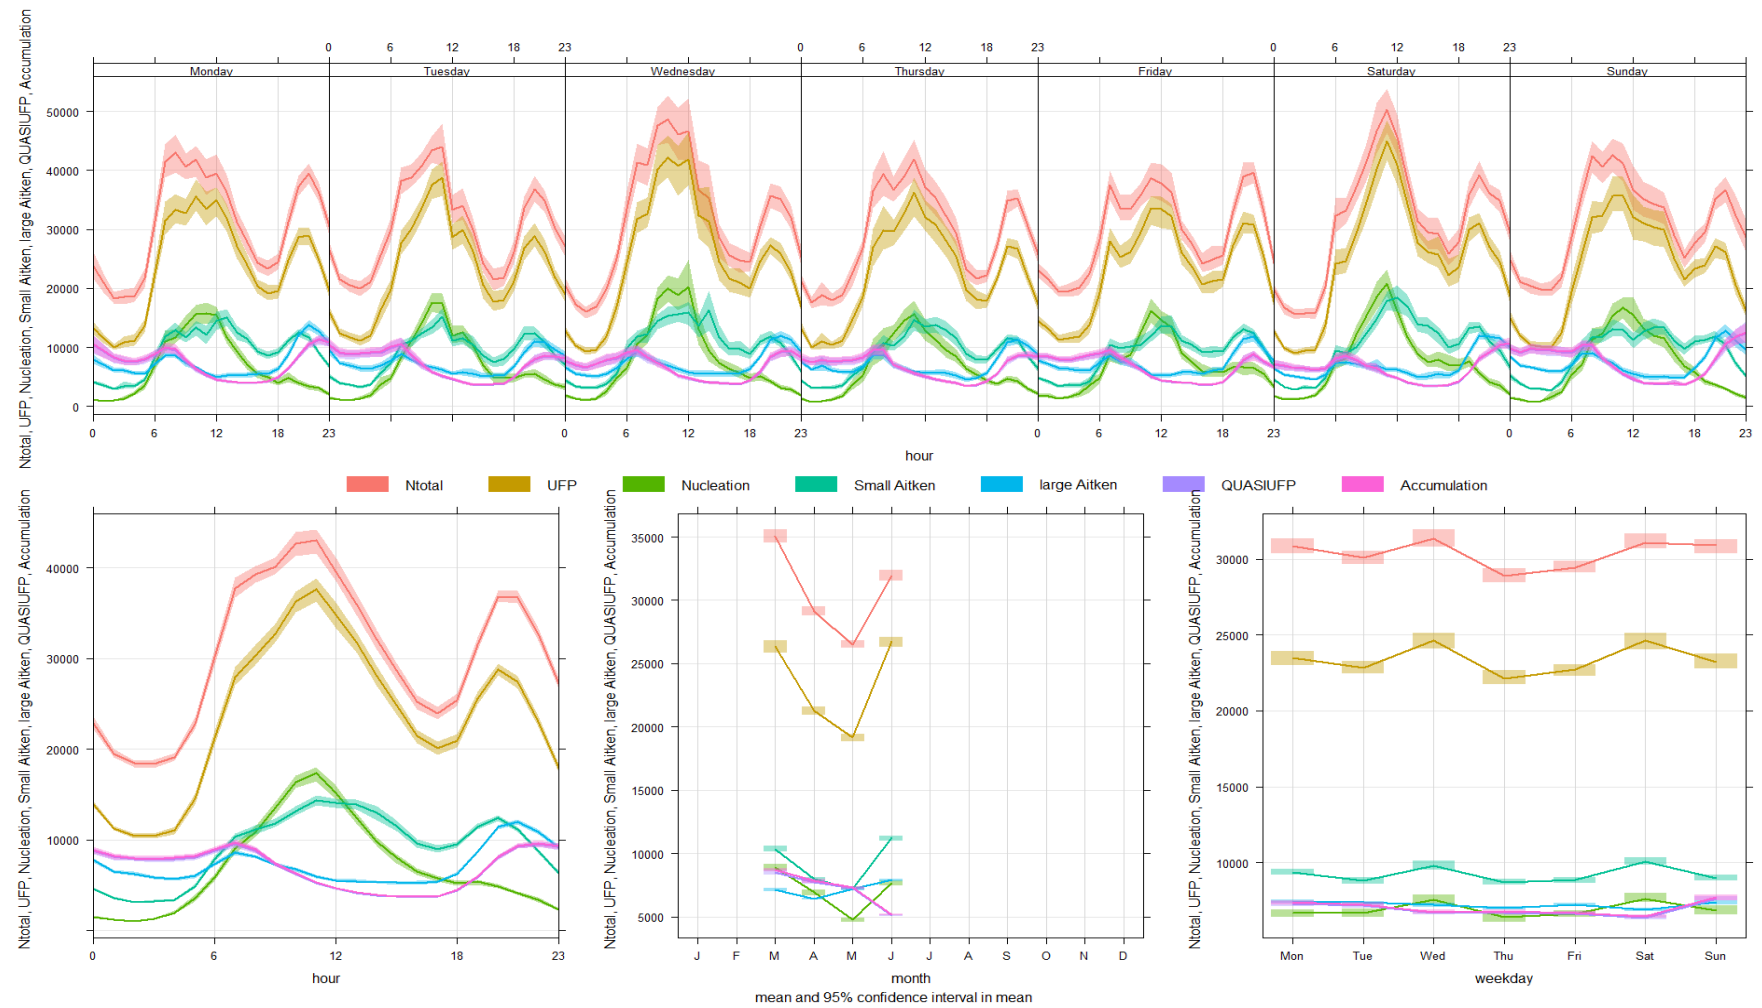 Ntotal, UFP, Nucleation, Small Aitken, large Aitken, QUASIUFP, Accumulation
0 6 12 18 23 0 6 12 18 23 0 6 12 18 23
Monday Tuesday Wednesday Thursday Friday Saturday Sunday
50000
40000
30000
20000
10000
0
0 6 12 18 23 0 6 12 18 23 0 6 12 18 23 0 6 12 18 23
hour
Ntotal UFP Nucleation Small Aitken large Aitken QUASIUFP Accumulation
Ntotal, UFP, Nucleation, Small Aitken, large Aitken, QUASIUFP, Accumulation
40000
30000
20000
10000
0 6 12 18 23
hour
Ntotal, UFP, Nucleation, Small Aitken, large Aitken, QUASIUFP, Accumulation
35000
30000
25000
20000
15000
10000
5000
J F M A M J J A S O N D
month
Ntotal, UFP, Nucleation, Small Aitken, large Aitken, QUASIUFP, Accumulation
30000
25000
20000
15000
10000
Mon Tue Wed Thu Fri Sat Sun
weekday
mean and 95% confidence interval in mean